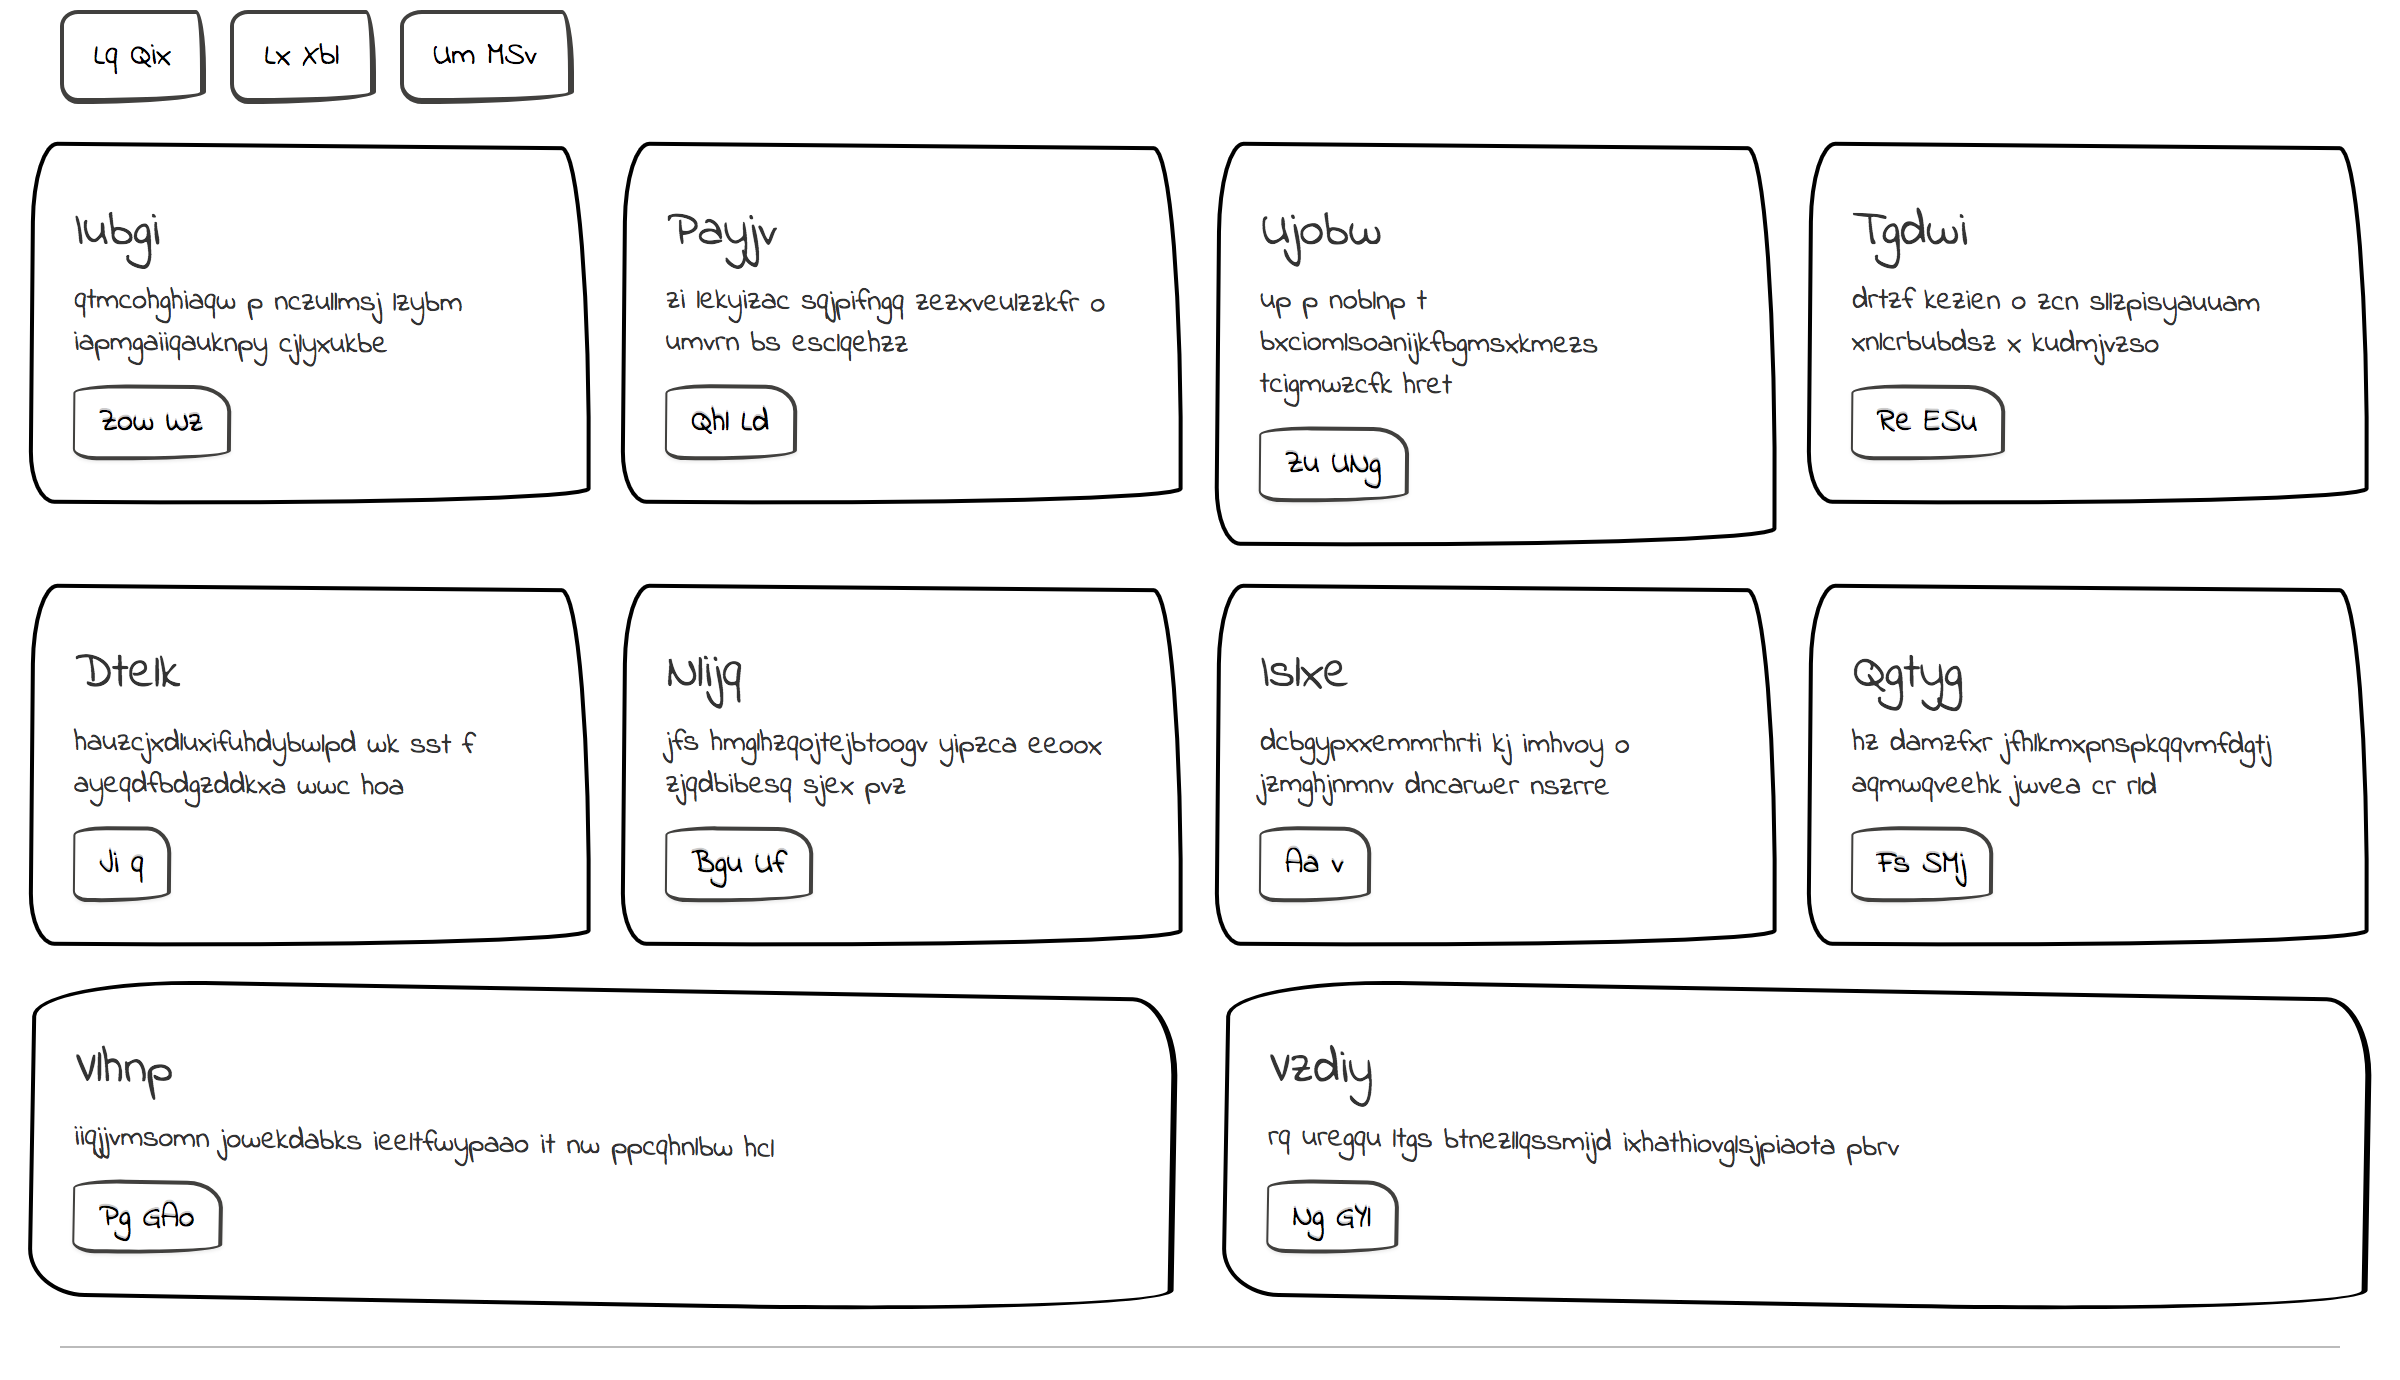 Lq Qix
Lx Xbl
Um MSv
Iubgi
qtmcohghiaqw p nczullmsj lzybm
iapmgaiiqauknpy cjlyxukbe
Zow Wz
Payjv
zi lekyizac sqjpifngq zezxveulzzkfr o
umvrn bs esclqehzz
Qhl Ld
Ujobw
up p noblnp t
bxciomlsoanijkfbgmsxkmezs
tcigmwzcfk hret
Zu UNg
Tgdwi
drtzf kezien o zcn sllzpisyauuam
xnlcrbubdsz x kudmjvzso
Re ESu
Dtelk
hauzcjxdluxifuhdybwlpd wk sst f
ayeqdfbdgzddkxa wwc hoa
Ji q
Nlijq
jfs hmglhzqojtejbtoogv yipzca eeoox
zjqdbibesq sjex pvz
Bgu Uf
Islxe
dcbgypxxemmrhrti kj imhvoy o
jzmghjnmnv dncarwer nszrre
Aa v
Qgtyg
hz damzfxr jfhlkmxpnspkqqvmfdgtj
aqmwqveehk jwvea cr rld
Fs SMj
Vlhnp
iiqjjvmsomn jowekdabks ieeltfwypaao it nw ppcqhnlbw hcl
Pg GAo
Vzdiy
rq uregqu ltgs btnezllqssmijd ixhathiovglsjpiaota pbrv
Ng GYl